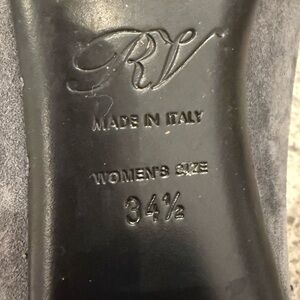 RV
MADE IN ITALY
WOMEN'S SIZE
34½